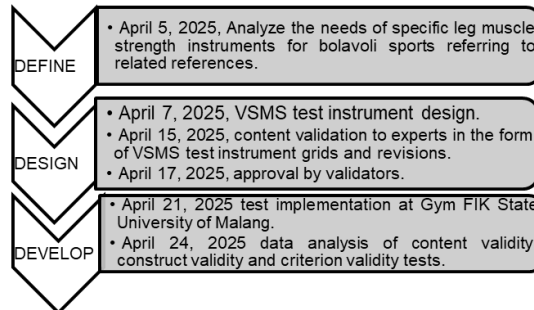 DEFINE
• April 5, 2025, Analyze the needs of specific leg muscle
strength instruments for bolavoli sports referring to
related references.
DESIGN
• April 7, 2025, VSMS test instrument design.
• April 15, 2025, content validation to experts in the form
of VSMS test instrument grids and revisions.
• April 17, 2025, approval by validators.
DEVELOP
• April 21, 2025 test implementation at Gym FIK State
University of Malang.
• April 24, 2025 data analysis of content validity
construct validity and criterion validity tests.